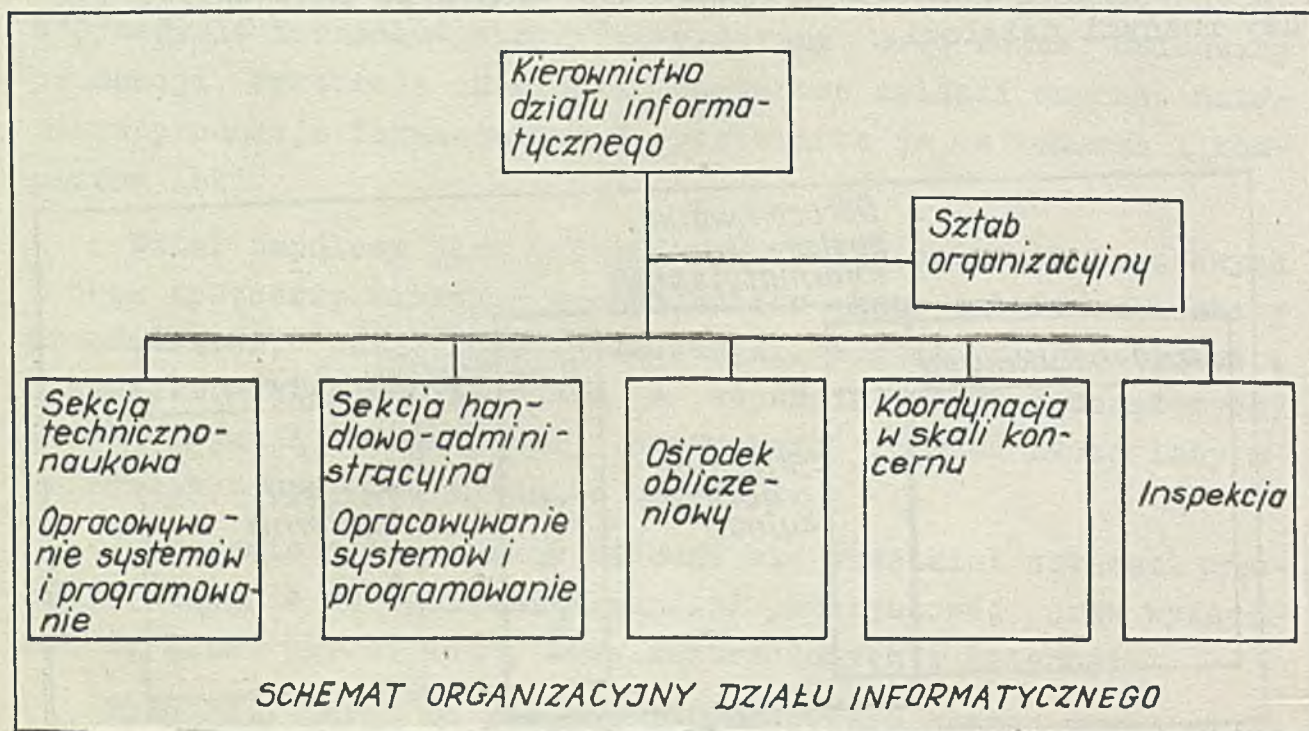 Kierownictwo
działu informa-
tycznego
Sztab
organizacyjny
Sekcja
techniczno-
naukowa
Opracowywa-
nie systemów
i programowa-
nie
Sekcja han-
dlowo-admini-
stracyjna
Opracowywanie
systemów i
programowanie
Ośrodek
oblicze-
niowy
Koordynacja
w skali kon-
cernu
Inspekcja
SCHEMAT ORGANIZACYJNY DZIAŁU INFORMATYCZNEGO